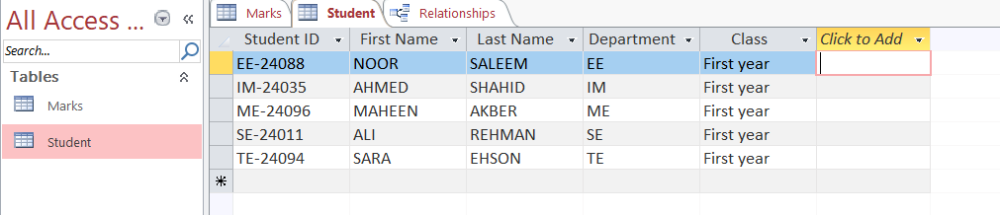 All Access ...
Search...
Tables
Marks
Student
Marks Student Relationships
Student ID First Name Last Name Department Class Click to Add
EE-24088 NOOR SALEEM EE First year
IM-24035 AHMED SHAHID IM First year
ME-24096 MAHEEN AKBER ME First year
SE-24011 ALI REHMAN SE First year
TE-24094 SARA EHSON TE First year